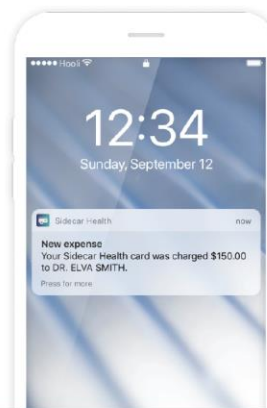 Hooli
12:34
Sunday, September 12
Sidecar Health now
New expense
Your Sidecar Health card was charged $150.00
to DR. ELVA SMITH.
Press for more